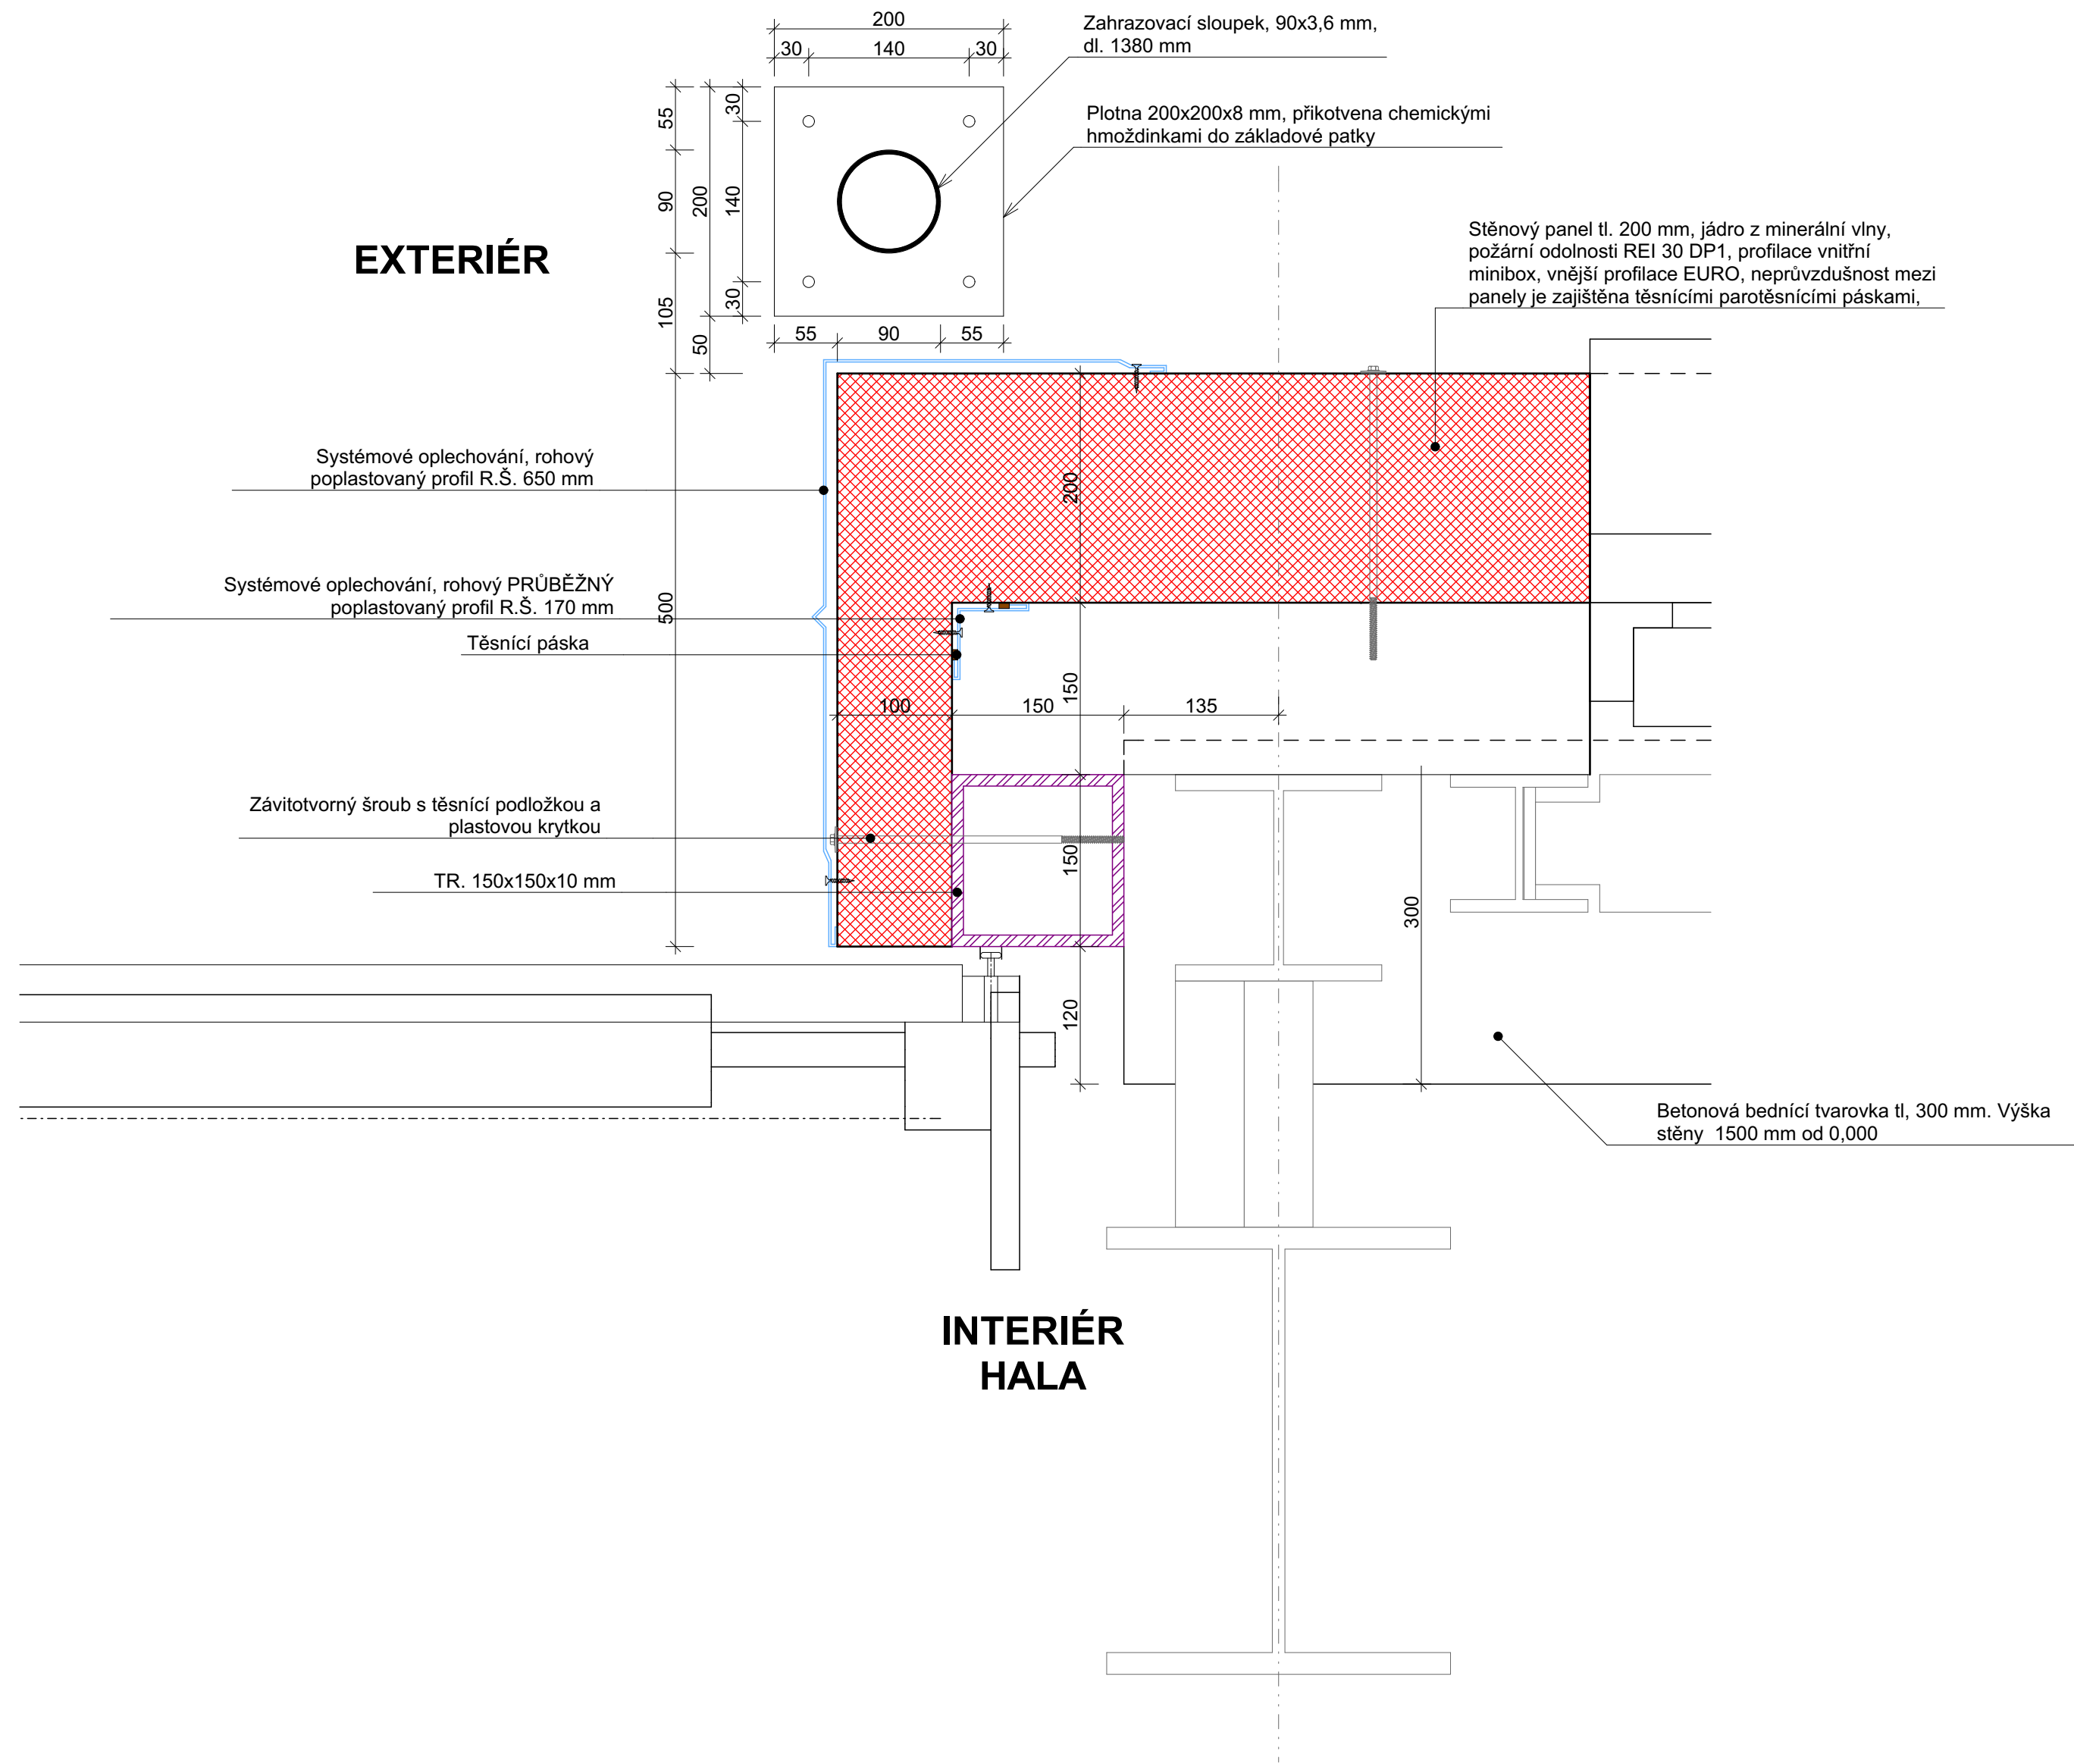 200
30
140
30
Zahrazovací sloupek, 90x3,6 mm,
dl. 1380 mm
Plotna 200x200x8 mm, přikotvena chemickými
hmoždinkami do základové patky
55
90
105
200
50
30
140
30
55
90
55
EXTERIÉR
Stěnový panel tl. 200 mm, jádro z minerální vlny,
požární odolnosti REI 30 DP1, profilace vnitřní
minibox, vnější profilace EURO, neprůvzdušnost mezi
panely je zajištěna těsnícími parotěsnícími páskami,
Systémové oplechování, rohový
poplastovaný profil R.Š. 650 mm
200
Systémové oplechování, rohový PRŮBĚŽNÝ
poplastovaný profil R.Š. 170 mm
500
Těsnící páska
150
100
150
135
Závitotvorný šroub s těsnící podložkou a
plastovou krytkou
150
TR. 150x150x10 mm
300
120
Betonová bednící tvarovka tl, 300 mm. Výška
stěny  1500 mm od 0,000
INTERIÉR
HALA